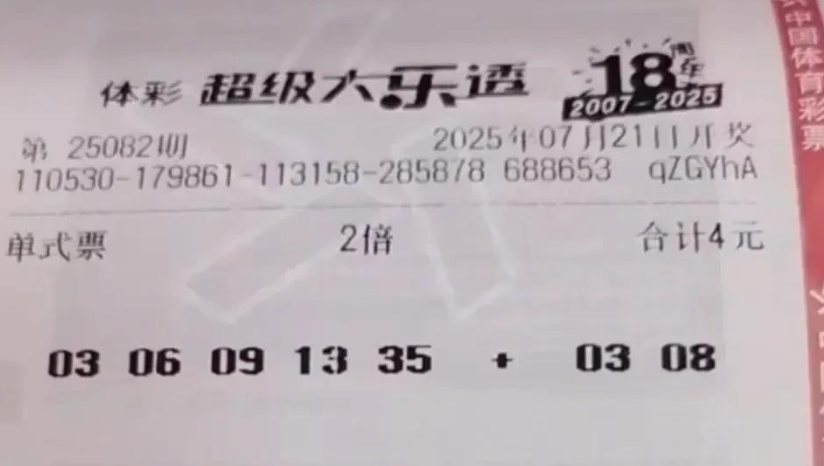 体彩 超级大乐透 18周年 2007-2025
第 25082期 2025年07月21日开奖
110530-179861-113158-285878 688653 qZGYhA
单式票 2倍 合计4元
03 06 09 13 35 + 03 08
中国体育彩票